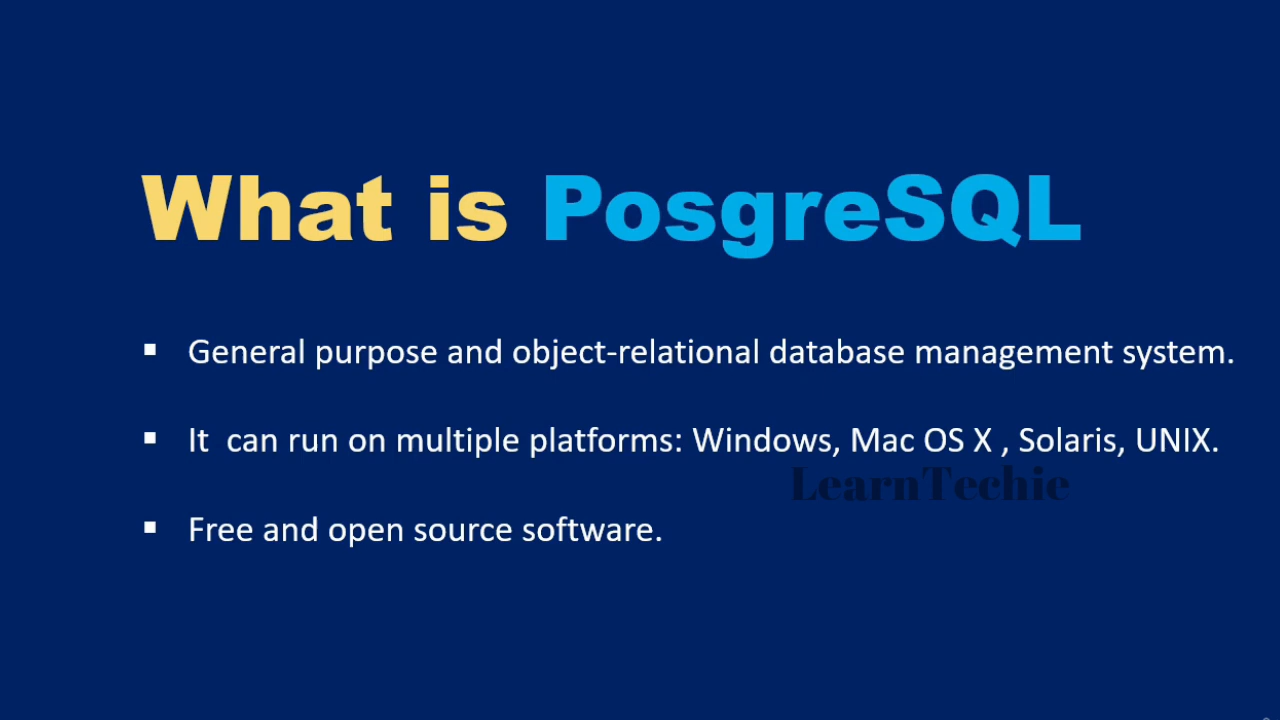 What is PosgreSQL
▪ General purpose and object-relational database management system.
▪ It  can run on multiple platforms: Windows, Mac OS X , Solaris, UNIX.
LearnTechie
▪ Free and open source software.